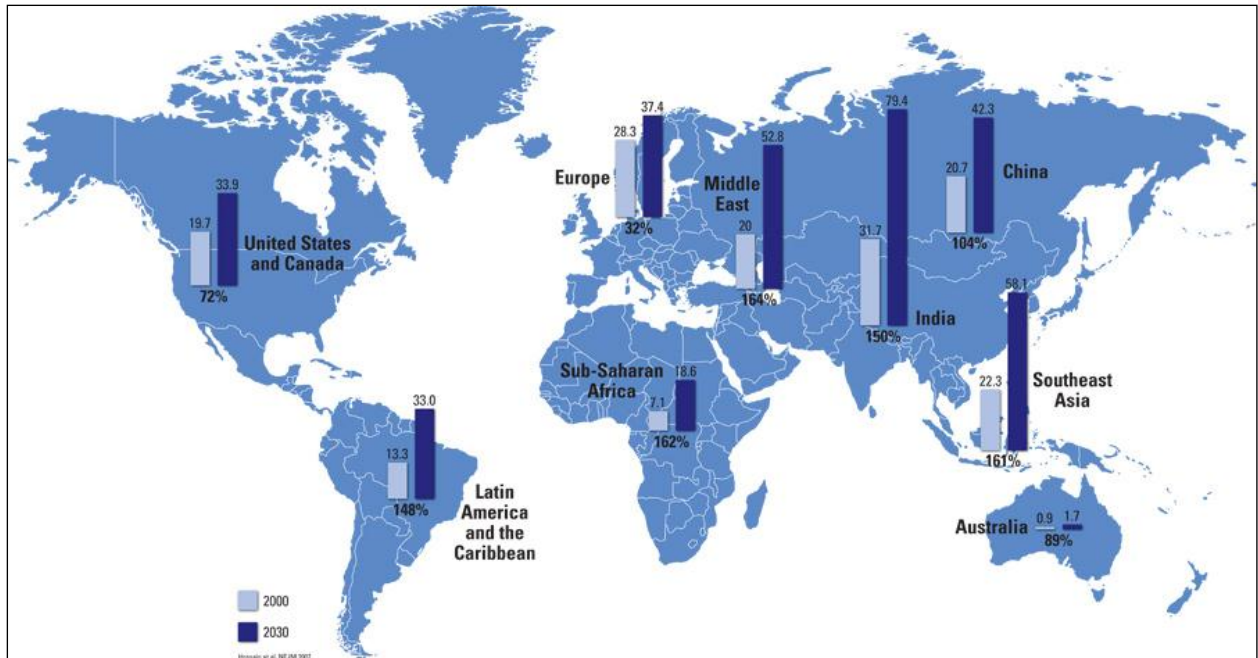 19.7
33.9
United States
and Canada
72%
13.3
33.0
148%
Latin
America
and the
Caribbean
28.3
37.4
Europe
32%
20
52.8
Middle
East
164%
31.7
79.4
India
150%
20.7
42.3
China
104%
22.3
58.1
Southeast
Asia
161%
7.1
18.6
Sub-Saharan
Africa
162%
0.9
1.7
Australia
89%
2000
2030